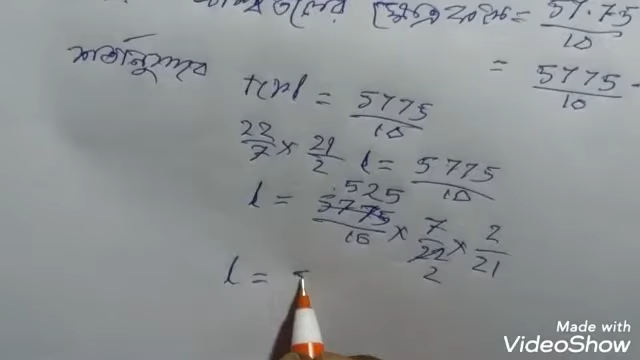 ক্ষেত্রফল = 57.75/10
= 5775/10
শর্তানুসারে
πrl = 5775/10
22/7 × 21/2 l = 5775/10
l = 5775/10 × 7/22 × 2/21
525
2
l =
Made with
VideoShow